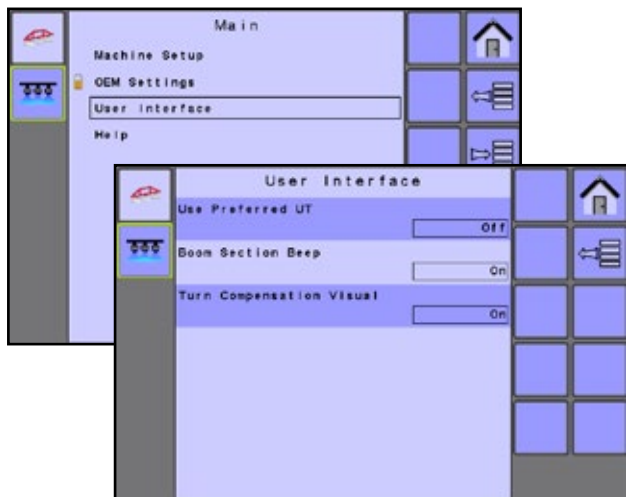 Main
Machine Setup
OEM Settings
User Interface
Help
User Interface
Use Preferred UT
Off
Boom Section Beep
On
Turn Compensation Visual
On